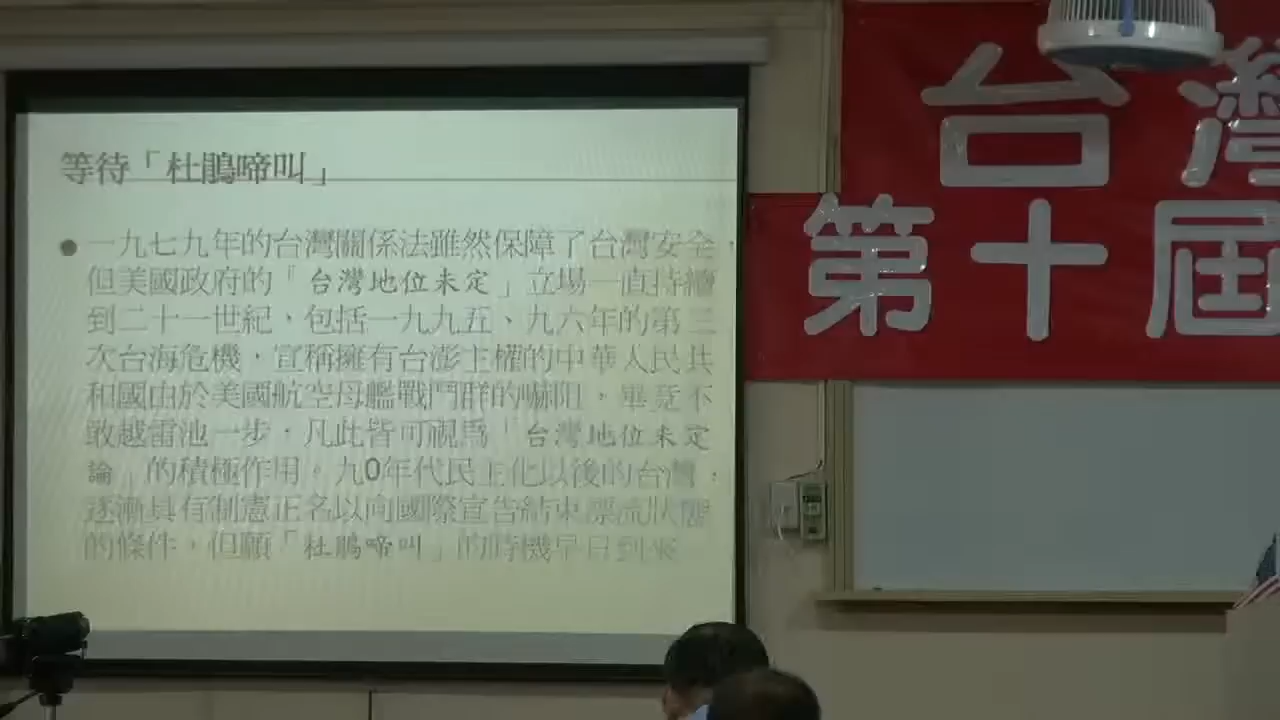 等待「杜鵑啼叫」
● 一九七九年的台灣關係法雖然保障了台灣安全，
但美國政府的「台灣地位未定」立場一直持續
到二十一世紀，包括一九九五、九六年的第三
次台海危機，宣稱擁有台澎主權的中華人民共
和國由於美國航空母艦戰鬥群的嚇阻，畢竟不
敢越雷池一步，凡此皆可視爲「台灣地位未定
論」的積極作用。九0年代民主化以後的台灣，
逐漸具有制憲正名以向國際宣告結束漂流狀態
的條件，但願「杜鵑啼叫」的時機早日到來
台灣
第十屆